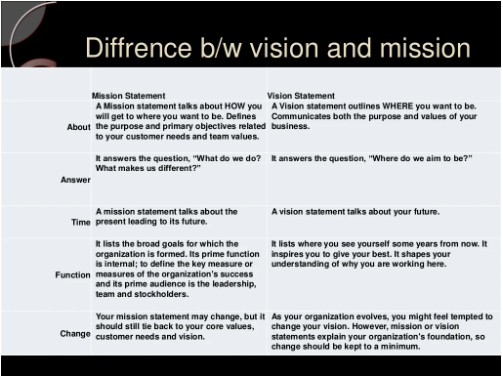 Diffrence b/w vision and mission
Mission Statement
Vision Statement
About
A Mission statement talks about HOW you
will get to where you want to be. Defines
the purpose and primary objectives related
to your customer needs and team values.
A Vision statement outlines WHERE you want to be.
Communicates both the purpose and values of your
business.
Answer
It answers the question, “What do we do?
What makes us different?”
It answers the question, “Where do we aim to be?”
Time
A mission statement talks about the
present leading to its future.
A vision statement talks about your future.
Function
It lists the broad goals for which the
organization is formed. Its prime function
is internal; to define the key measure or
measures of the organization's success
and its prime audience is the leadership,
team and stockholders.
It lists where you see yourself some years from now. It
inspires you to give your best. It shapes your
understanding of why you are working here.
Change
Your mission statement may change, but it
should still tie back to your core values,
customer needs and vision.
As your organization evolves, you might feel tempted to
change your vision. However, mission or vision
statements explain your organization's foundation, so
change should be kept to a minimum.